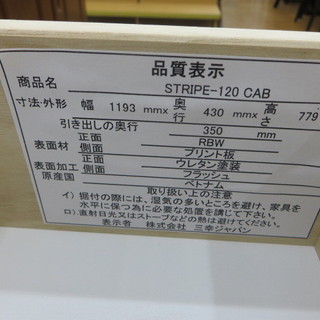 品質表示
商品名 STRIPE-120 CAB
寸法・外形 幅 1193 mmx 奥行 430 mmx 高さ 779
引き出しの奥行 350 mm
正面 RBW
表面材 側面 プリント板
正面 ウレタン塗装
表面加工 側面 フラッシュ
原産国 ベトナム
取り扱い上の注意
イ）据付の際には、湿気の多いところを避け、家具を
水平に保つ為に必要な処置を講じて下さい。
ロ）直射日光又はストーブなどの熱は避けてください。
表示者 株式会社 三幸ジャパン